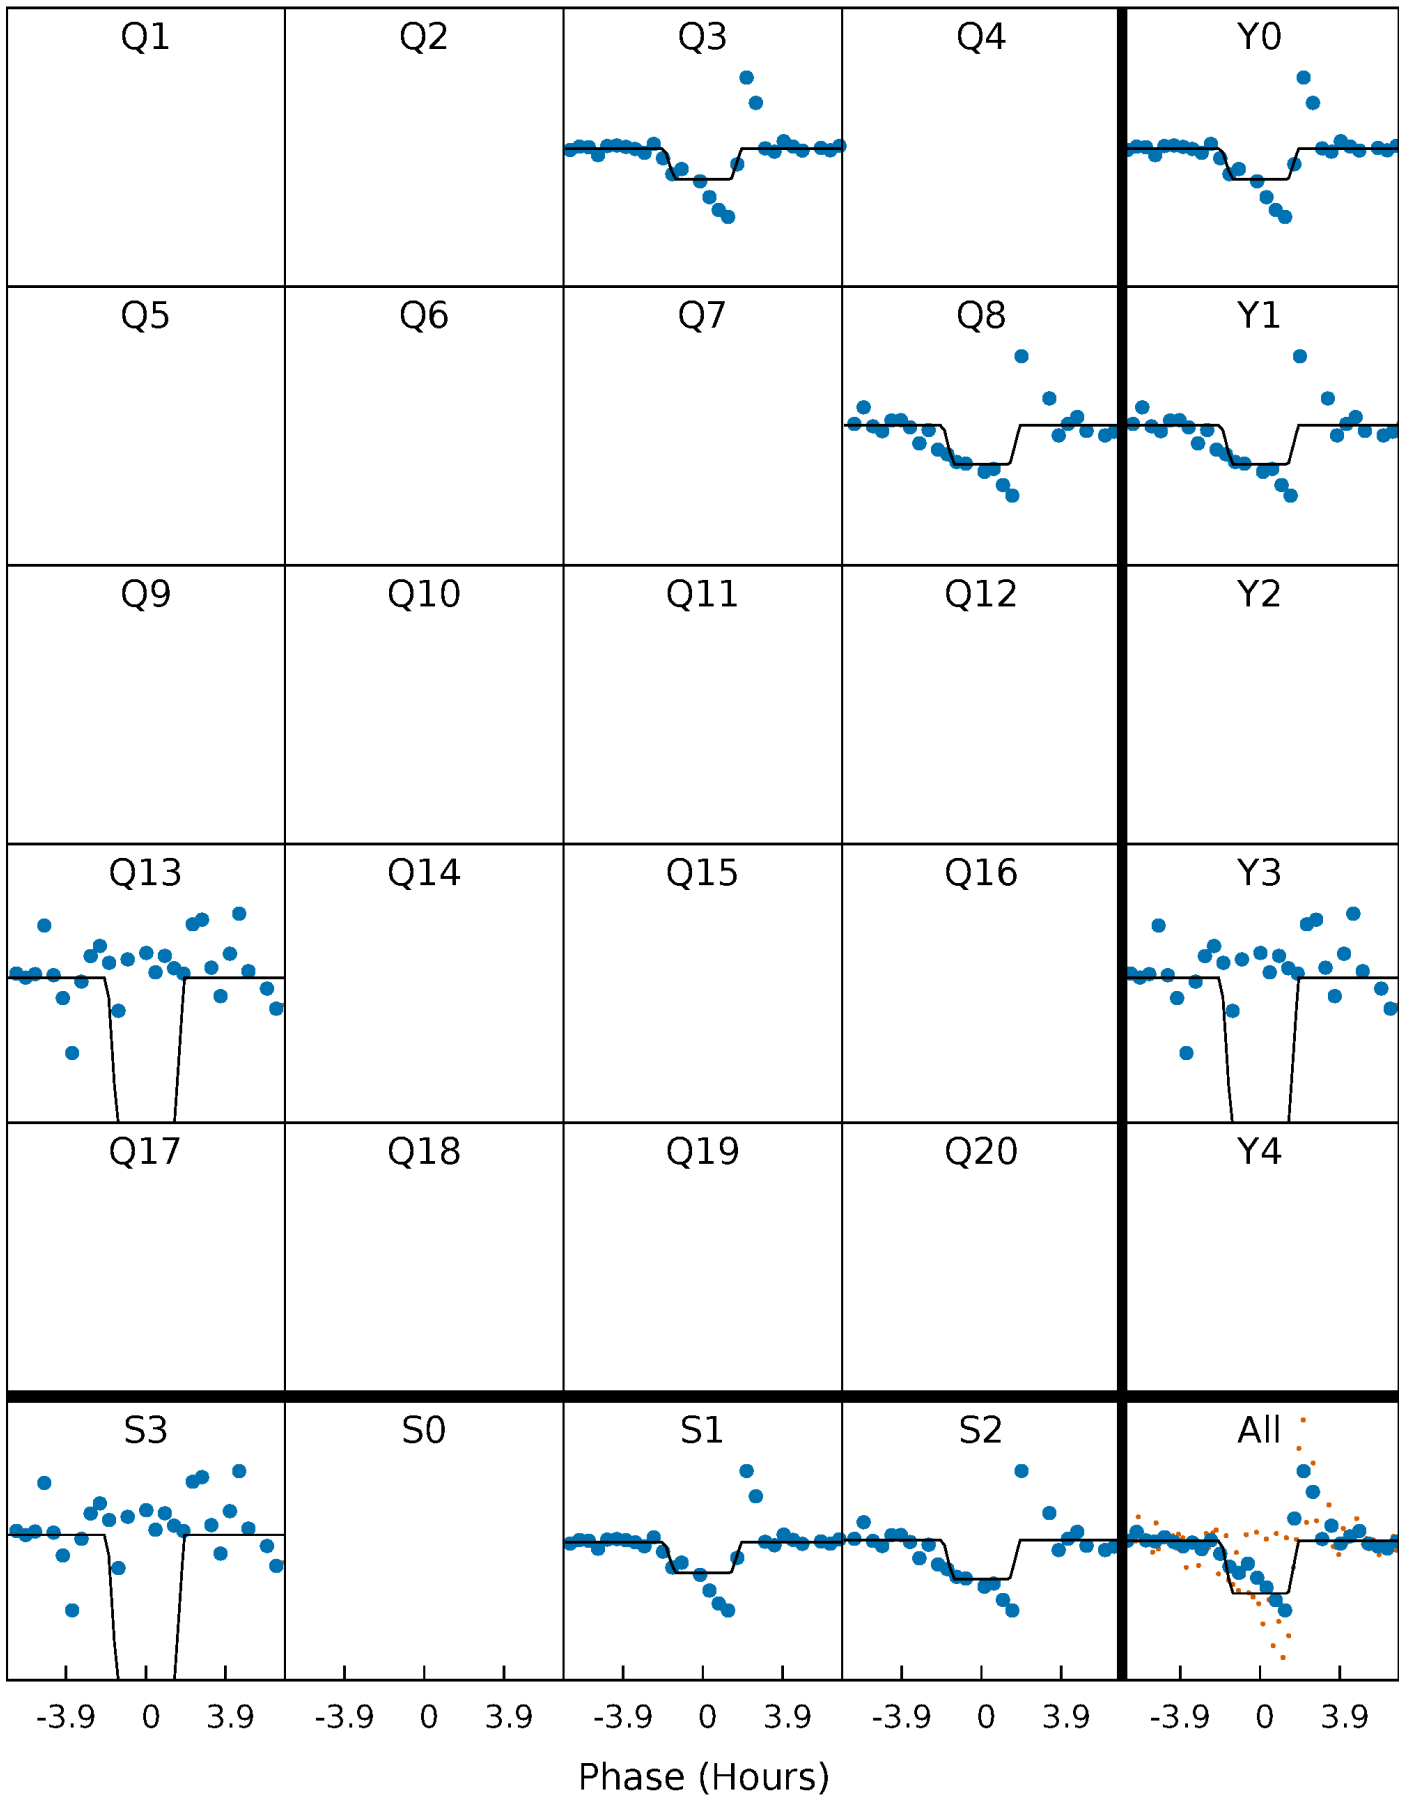 Q1 Q2 Q3 Q4 Y0
Q5 Q6 Q7 Q8 Y1
Q9 Q10 Q11 Q12 Y2
Q13 Q14 Q15 Q16 Y3
Q17 Q18 Q19 Q20 Y4
S3 S0 S1 S2 All
-3.9 0 3.9 -3.9 0 3.9 -3.9 0 3.9 -3.9 0 3.9 -3.9 0 3.9
Phase (Hours)